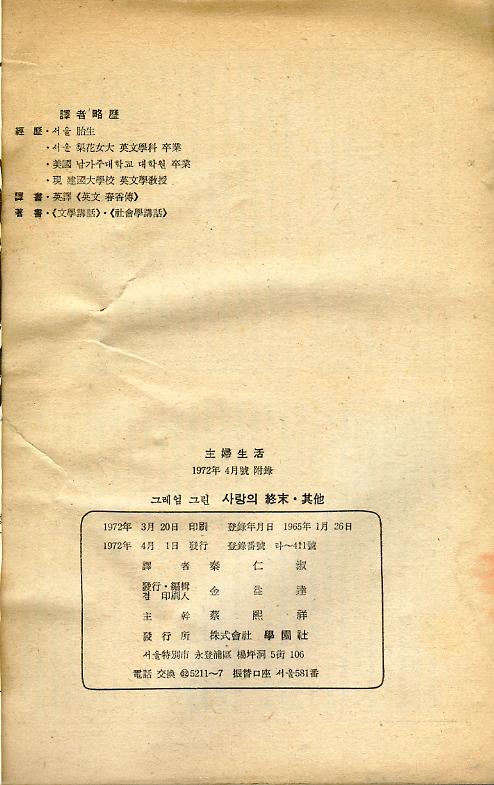 譯者略歷
經 歷・서울 胎生
・서울 梨花女大 英文學科 卒業
・美國 남가주대학교 대학원 卒業
・現 建國大學校 英文學敎授
譯 書・英譯《英文 春香傳》
著 書・《文學講話》・《社會學講話》
主婦生活
1972年 4月號 附錄
그레엄 그린 사랑의 終末・其他
1972年 3月 20日 印刷 登錄年月日 1965年 1月 26日
1972年 4月 1日 發行 登錄番號 라~411號
譯 者 秦 仁 淑
發行・編輯
겸 印刷人 金 益 達
主 幹 蔡 熙 祥
發 行 所 株式會社 學園社
서울特別市 永登浦區 楊坪洞 5街 106
電話 交換 5211~7 振替口座 서울581番